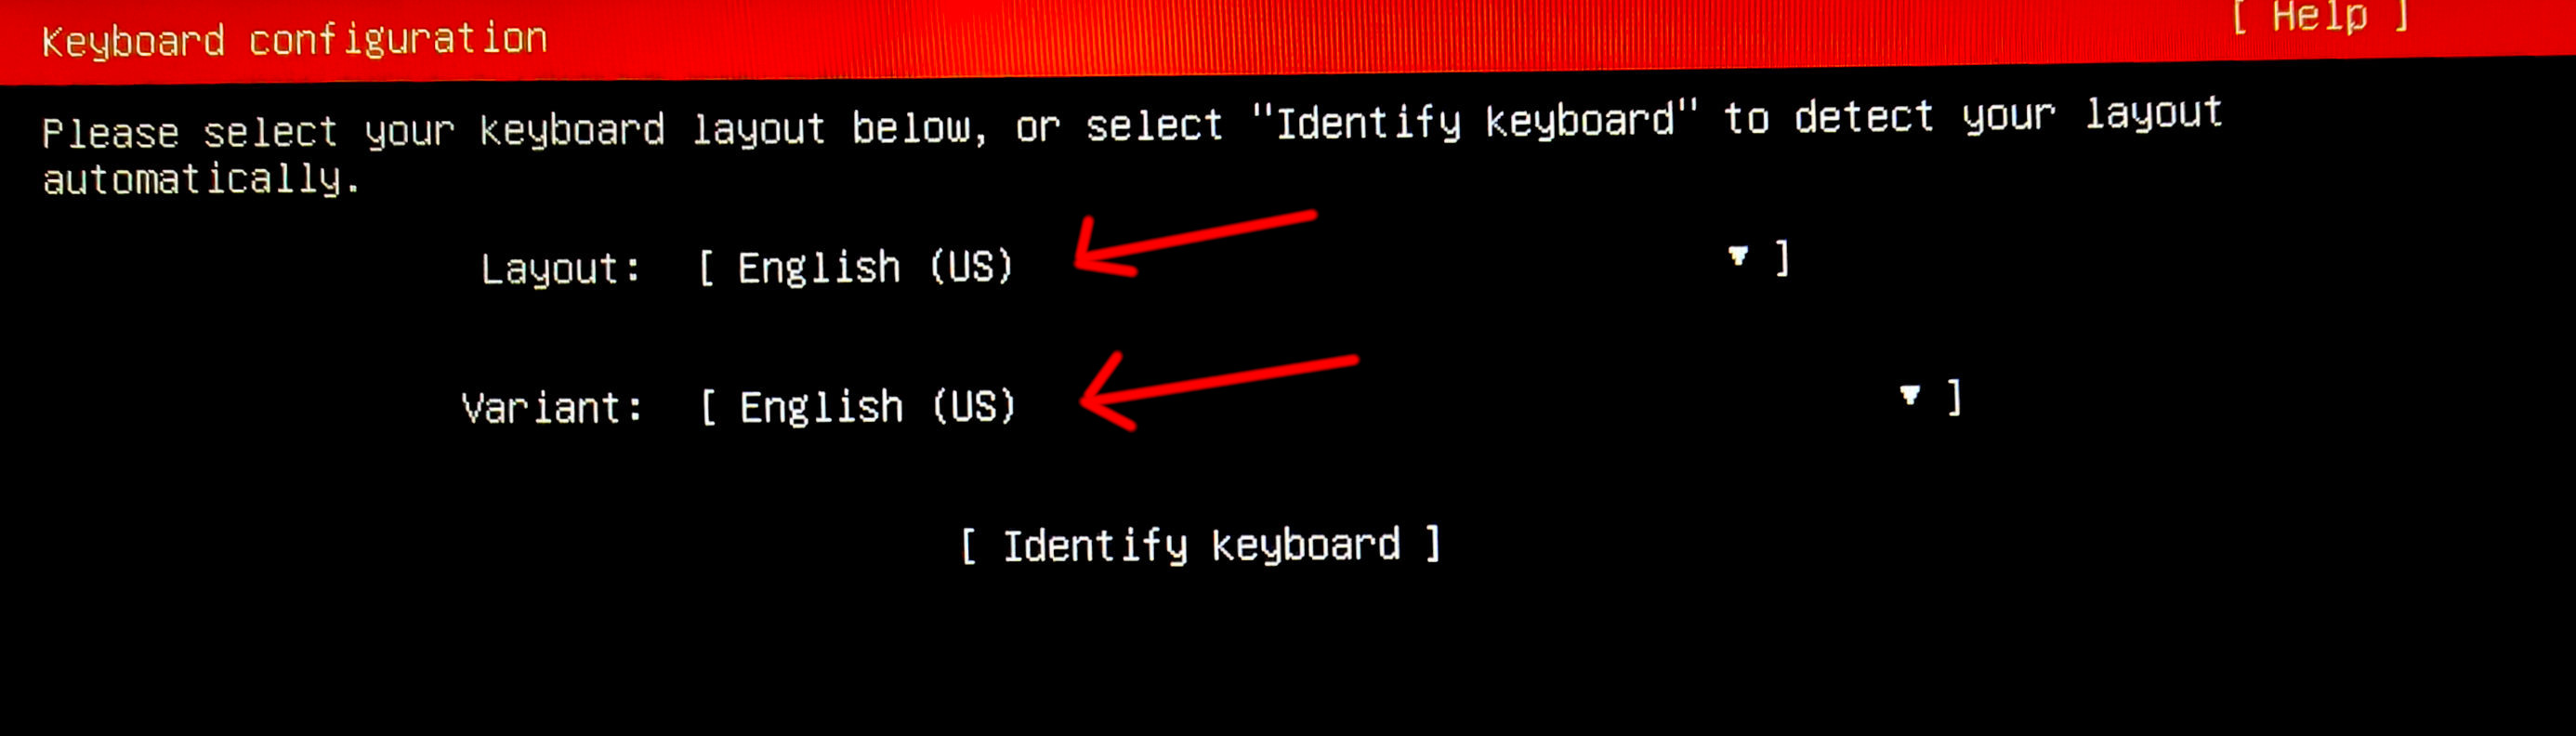 Keyboard configuration [ Help ]
Please select your keyboard layout below, or select "Identify keyboard" to detect your layout
automatically.
Layout: [ English (US) ▾ ]
Variant: [ English (US) ▾ ]
[ Identify keyboard ]